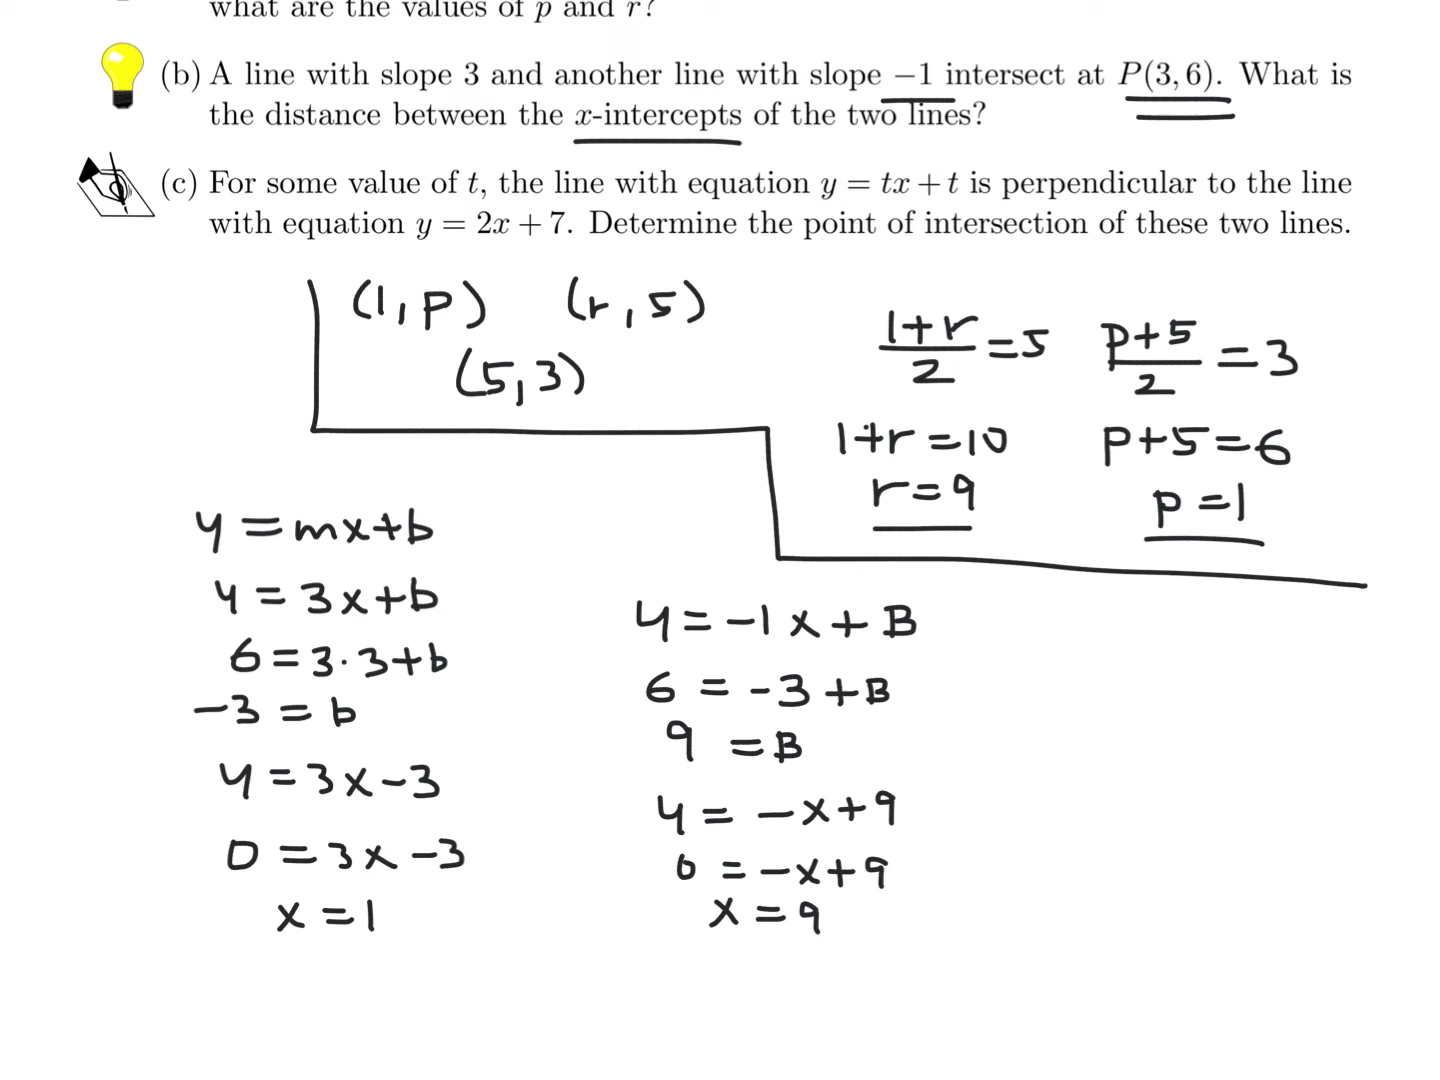 what are the values of p and r?
(b) A line with slope 3 and another line with slope −1 intersect at P(3, 6). What is
the distance between the x-intercepts of the two lines?
(c) For some value of t, the line with equation y = tx + t is perpendicular to the line
with equation y = 2x + 7. Determine the point of intersection of these two lines.
(1, p) (r, 5)
(5, 3)
(1+r)/2 = 5 (p+5)/2 = 3
1+r = 10 p+5 = 6
r = 9 p = 1
y = mx+b
y = 3x+b
6 = 3·3+b
−3 = b
y = 3x−3
0 = 3x−3
x = 1
y = −1x + B
6 = −3 + B
9 = B
y = −x+9
0 = −x+9
x = 9